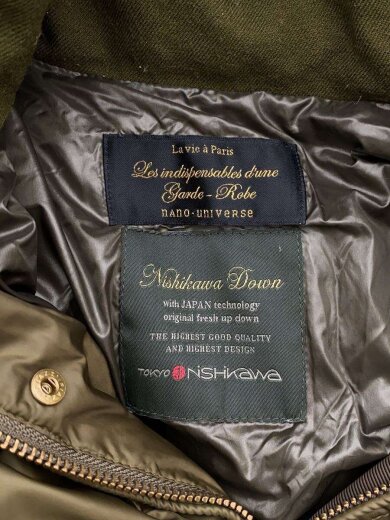 La vie à Paris
Les indispensables d'une
Garde - Robe
nano·universe
Nishikawa Down
with JAPAN technology
original fresh up down
THE HIGHEST GOOD QUALITY
AND HIGHEST DESIGN
TOKYO NiSHiKaWa